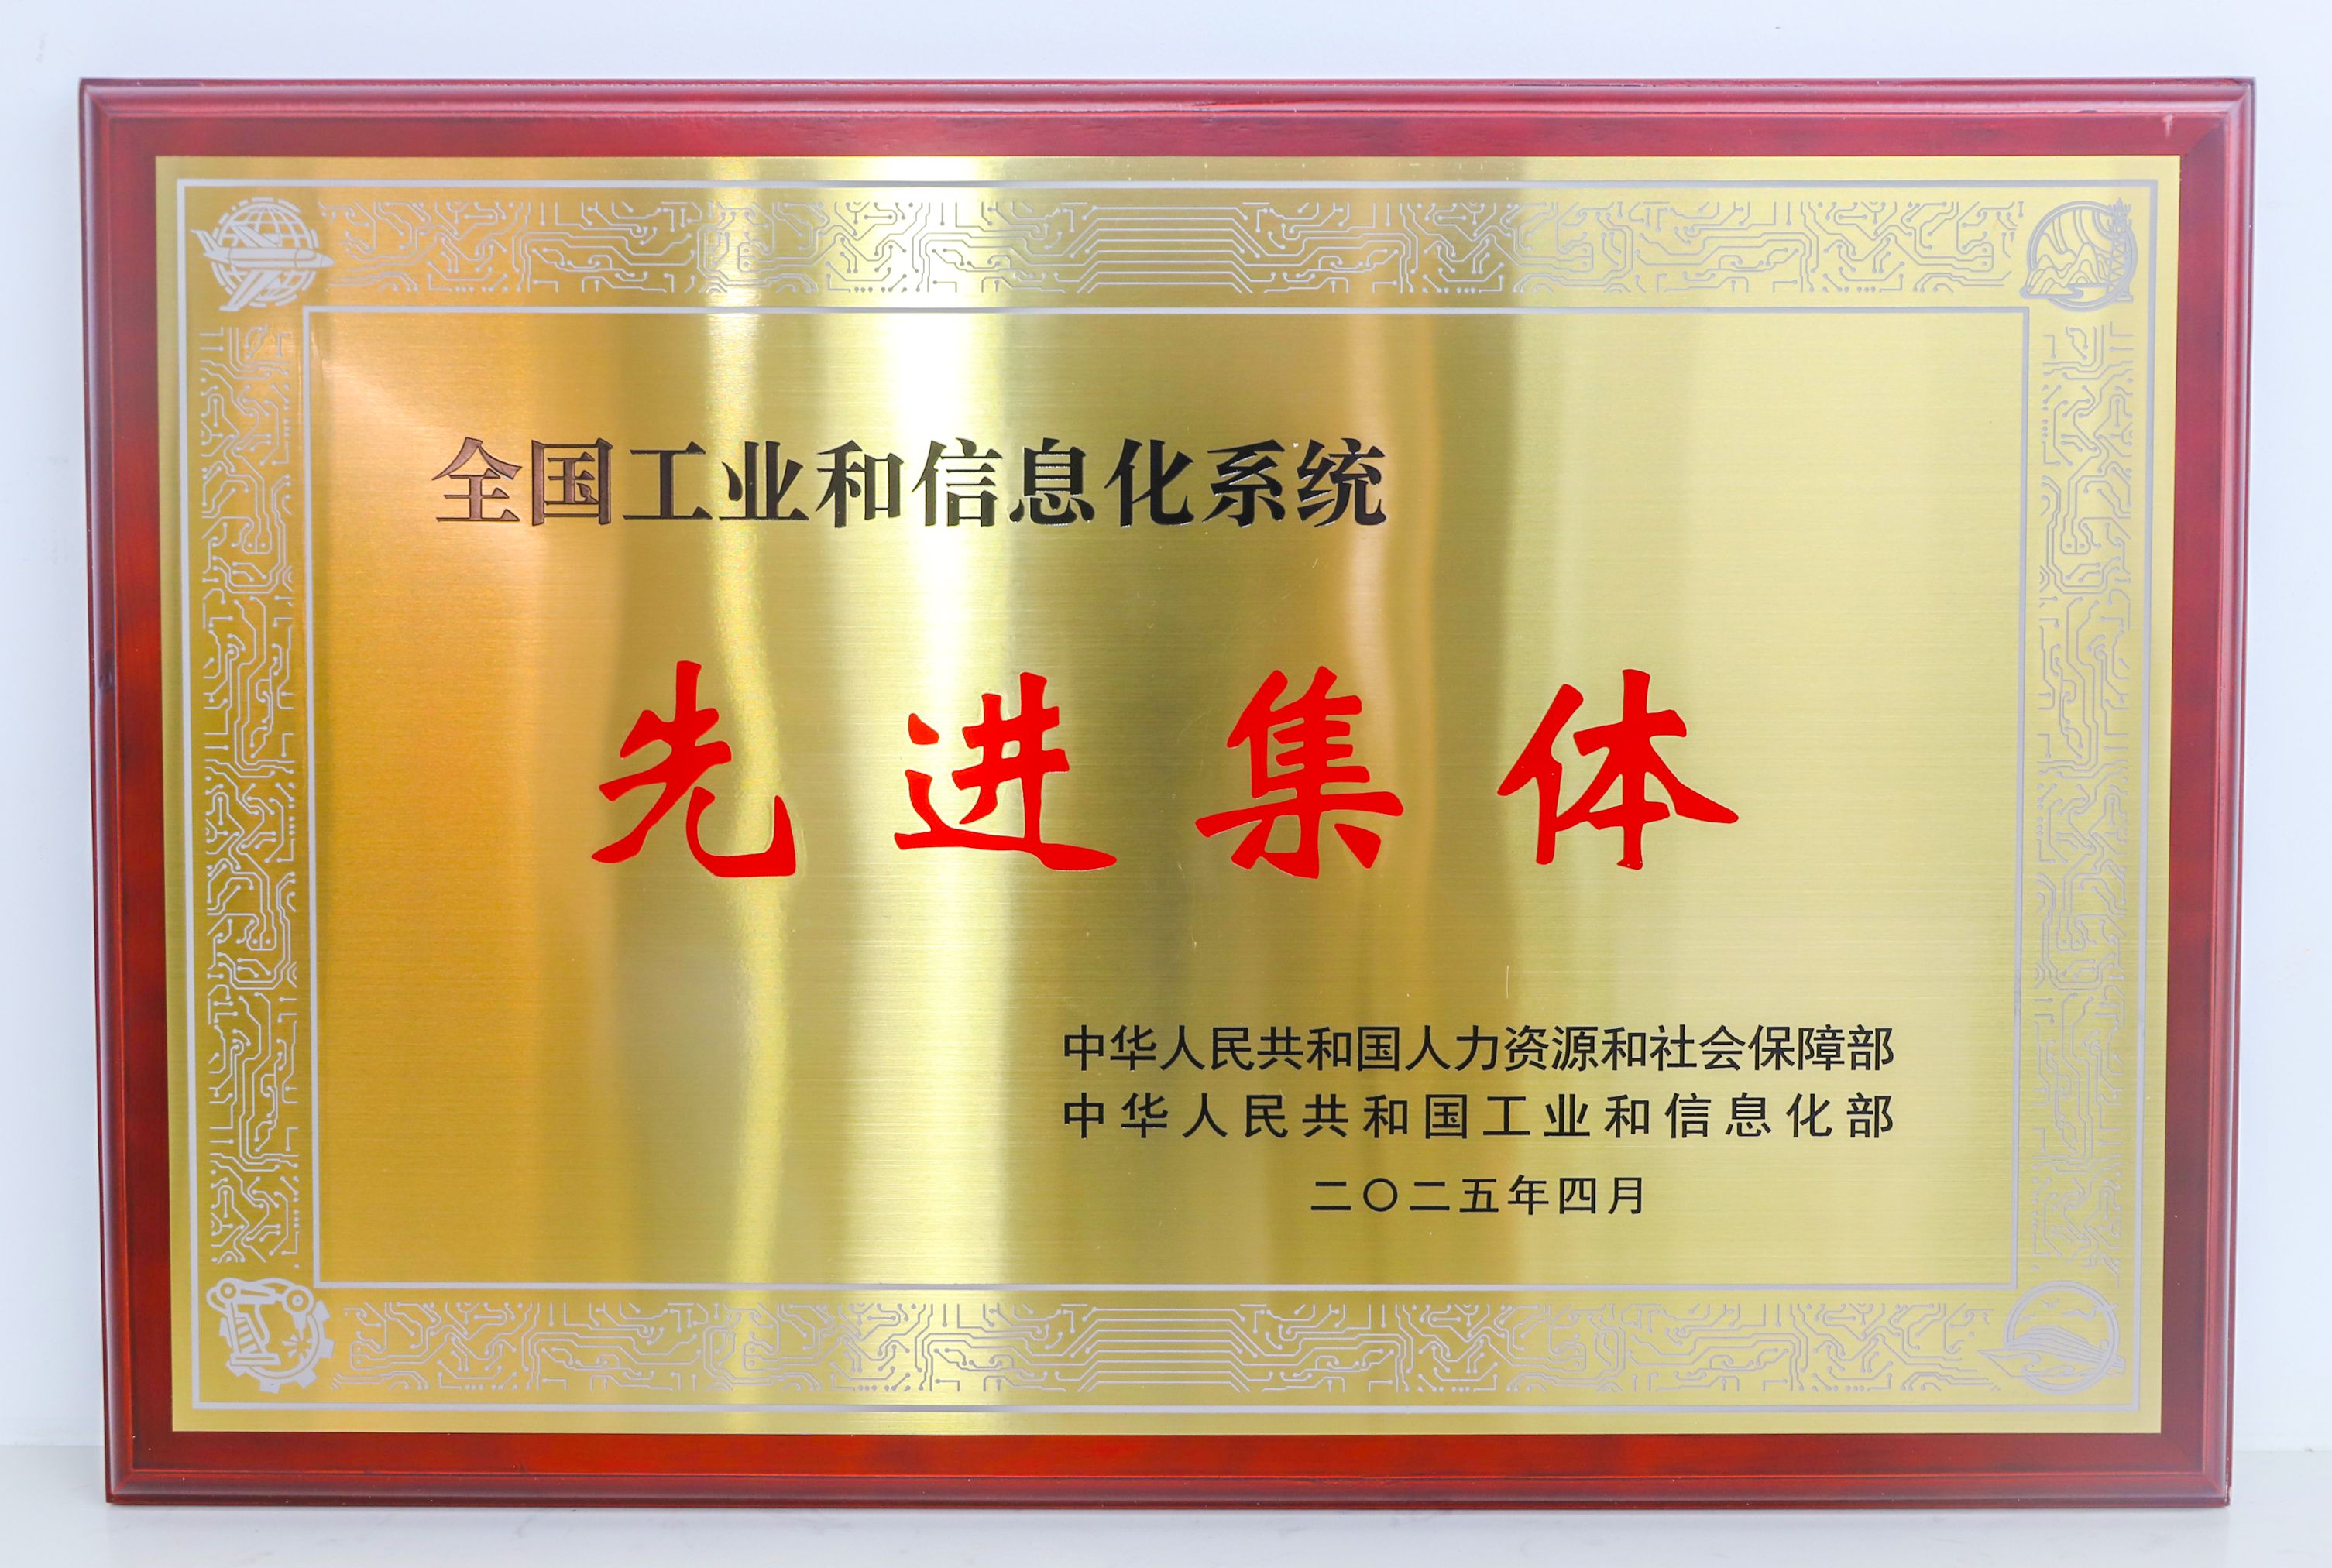 全国工业和信息化系统
先进集体
中华人民共和国人力资源和社会保障部
中华人民共和国工业和信息化部
二〇二五年四月